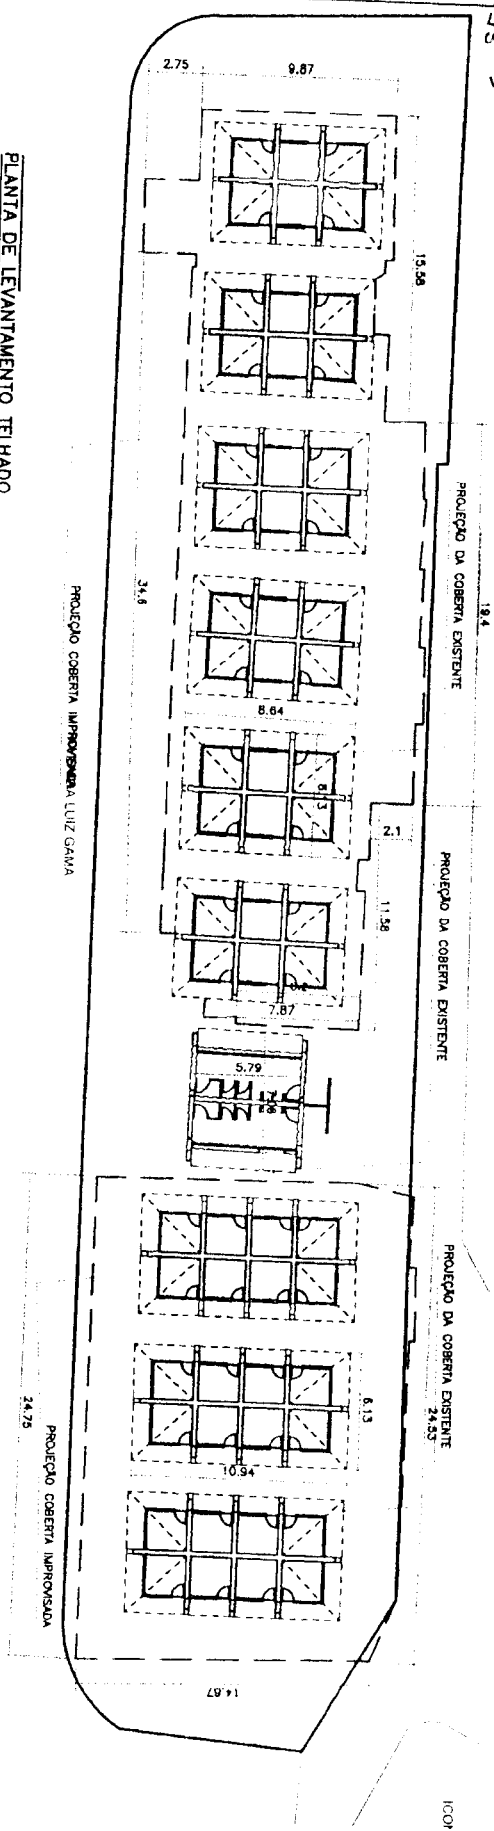 2.75
9.87
15.58
PLANTA DE LEVANTAMENTO TELHADO
19.4
PROJEÇÃO DA COBERTA EXISTENTE
34.6
PROJEÇÃO COBERTA IMPROVISADA
LUIZ GAMA
8.64
2.1
PROJEÇÃO DA COBERTA EXISTENTE
11.58
7.87
5.79
PROJEÇÃO DA COBERTA EXISTENTE
24.53
6.13
10.94
24.75
PROJEÇÃO COBERTA IMPROVISADA
14.67